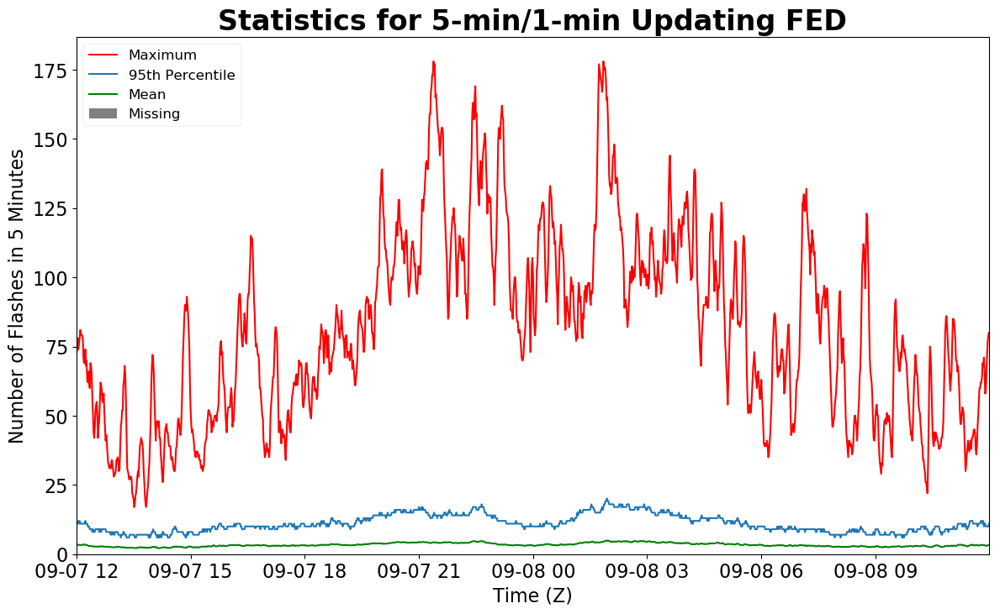 Statistics for 5-min/1-min Updating FED
Maximum
95th Percentile
Mean
Missing
Number of Flashes in 5 Minutes
175
150
125
100
75
50
25
0
09-07 12 09-07 15 09-07 18 09-07 21 09-08 00 09-08 03 09-08 06 09-08 09
Time (Z)